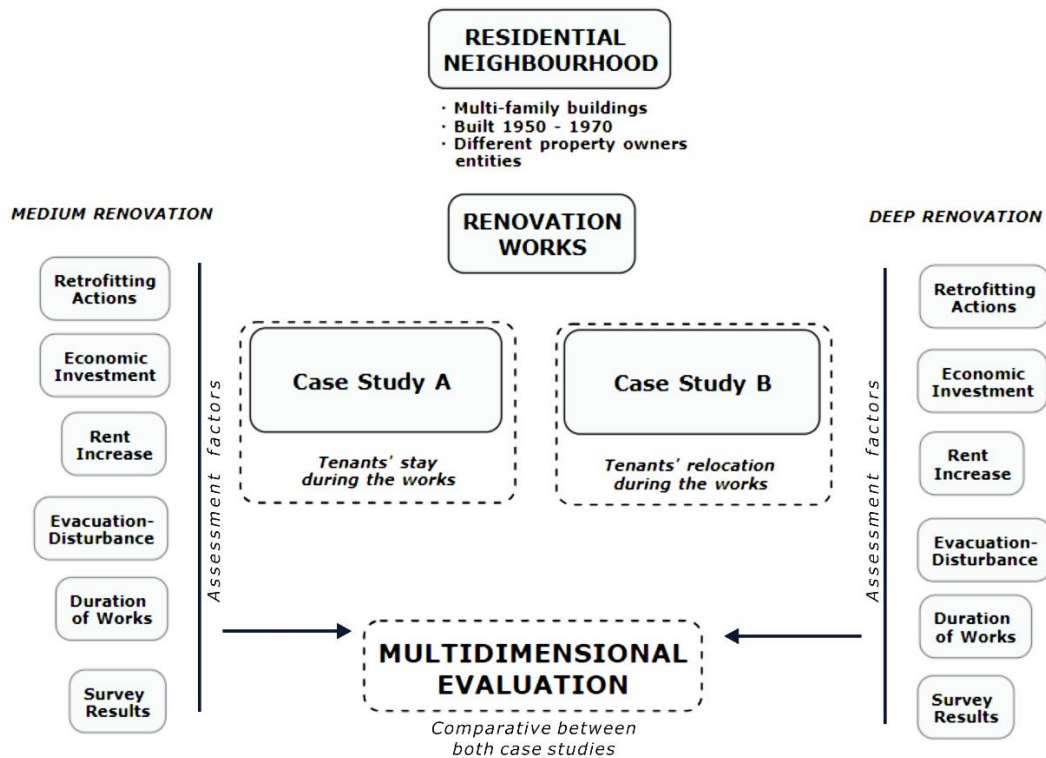 RESIDENTIAL
NEIGHBOURHOOD
· Multi-family buildings
· Built 1950 - 1970
· Different property owners
entities
MEDIUM RENOVATION
RENOVATION
WORKS
DEEP RENOVATION
Retrofitting
Actions
Economic
Investment
Rent
Increase
Evacuation-
Disturbance
Duration
of Works
Survey
Results
Assessment factors
Case Study A
Tenants' stay
during the works
Case Study B
Tenants' relocation
during the works
MULTIDIMENSIONAL
EVALUATION
Comparative between
both case studies
Assessment factors
Retrofitting
Actions
Economic
Investment
Rent
Increase
Evacuation-
Disturbance
Duration
of Works
Survey
Results